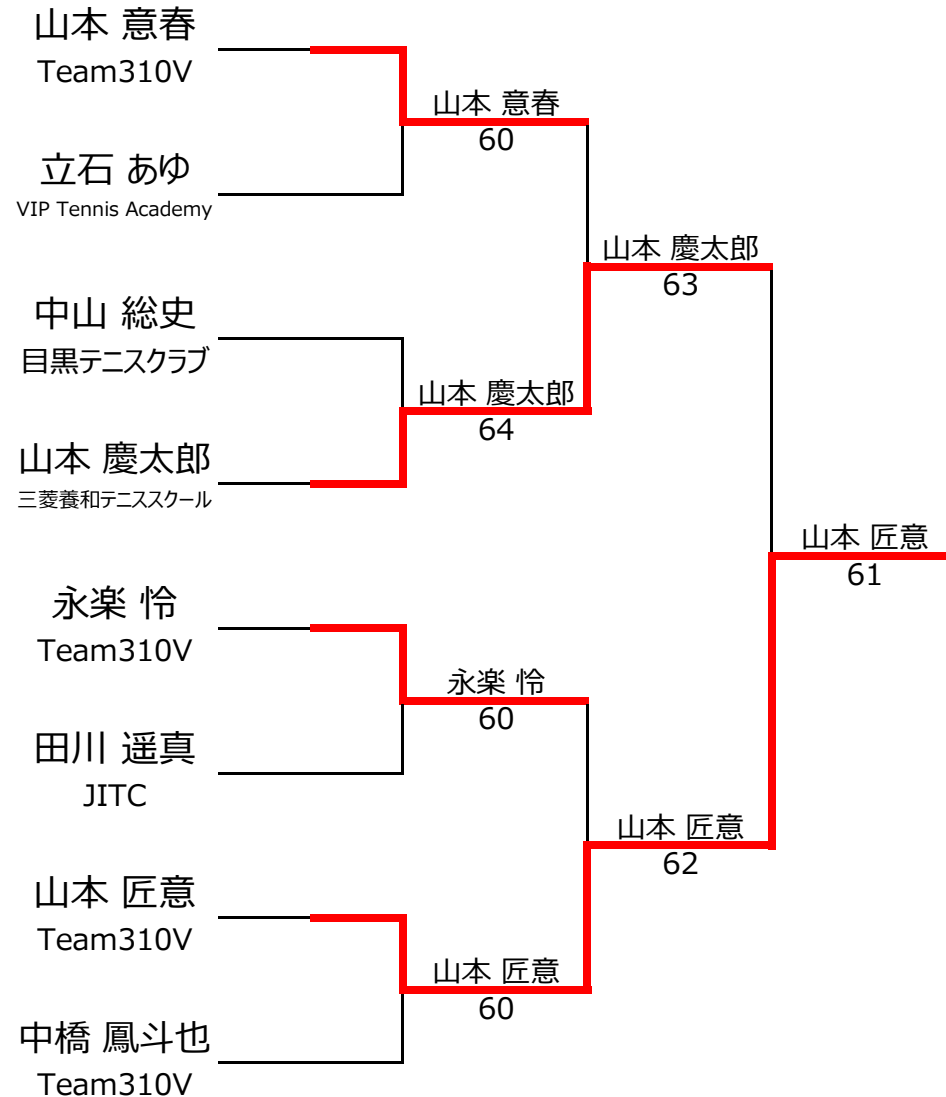 山本 意春
Team310V
立石 あゆ
VIP Tennis Academy
中山 総史
目黒テニスクラブ
山本 慶太郎
三菱養和テニススクール
永楽 怜
Team310V
田川 遥真
JITC
山本 匠意
Team310V
中橋 鳳斗也
Team310V
山本 意春
60
山本 慶太郎
64
永楽 怜
60
山本 匠意
60
山本 慶太郎
63
山本 匠意
62
山本 匠意
61